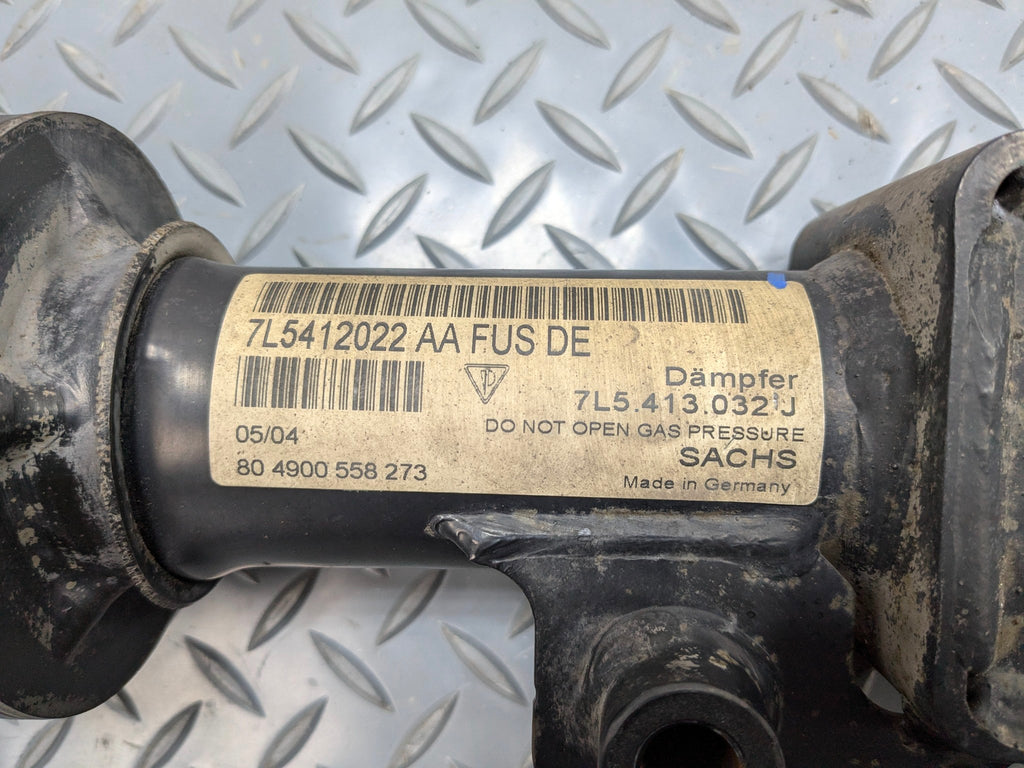 7L5412022 AA FUS DE
Dämpfer
7L5.413.032 J
DO NOT OPEN GAS PRESSURE
05/04
SACHS
80 4900 558 273
Made in Germany